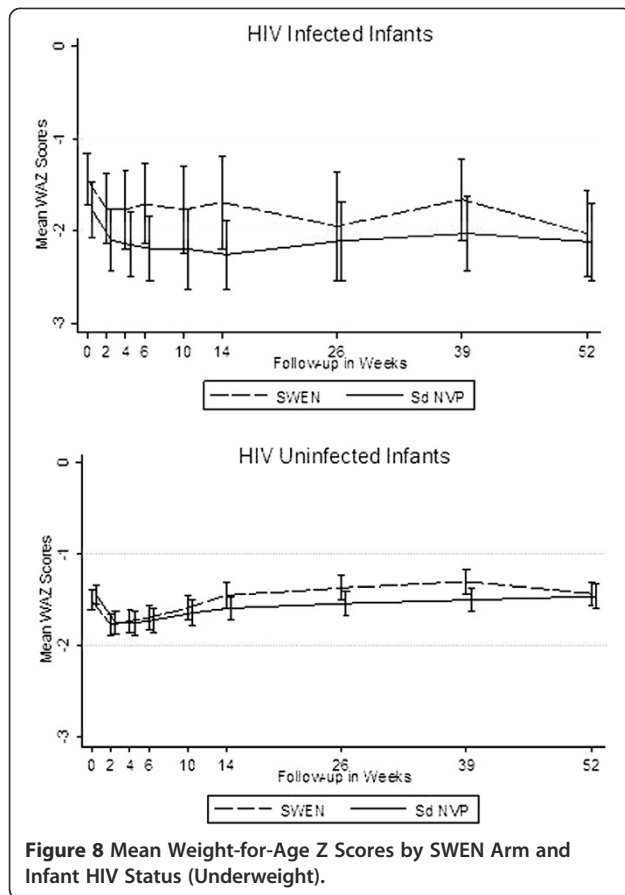 HIV Infected Infants
Mean WAZ Scores
0
-1
-2
-3
0 2 4 6 10 14 26 39 52
Follow-up in Weeks
SWEN Sd NVP
HIV Uninfected Infants
Mean WAZ Scores
0
-1
-2
-3
0 2 4 6 10 14 26 39 52
Follow-up in Weeks
SWEN Sd NVP
Figure 8 Mean Weight-for-Age Z Scores by SWEN Arm and
Infant HIV Status (Underweight).